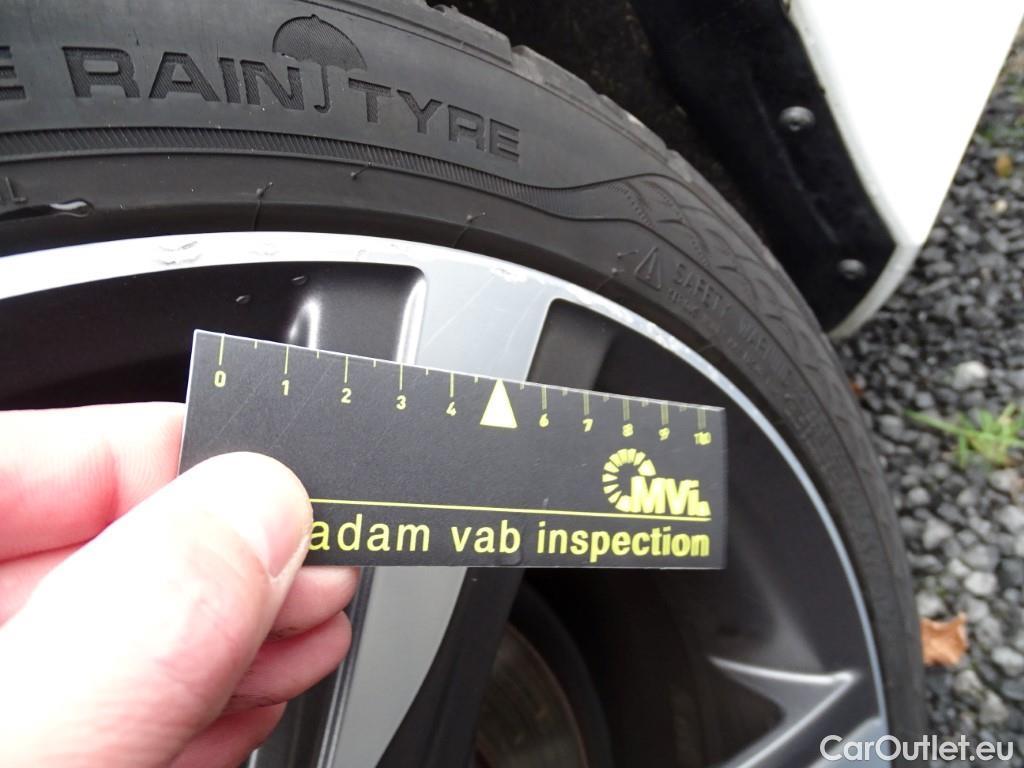 E RAIN TYRE
SAFETY WARNING
0 1 2 3 4 6 7 8 9 10
MVi
adam vab inspection
CarOutlet.eu